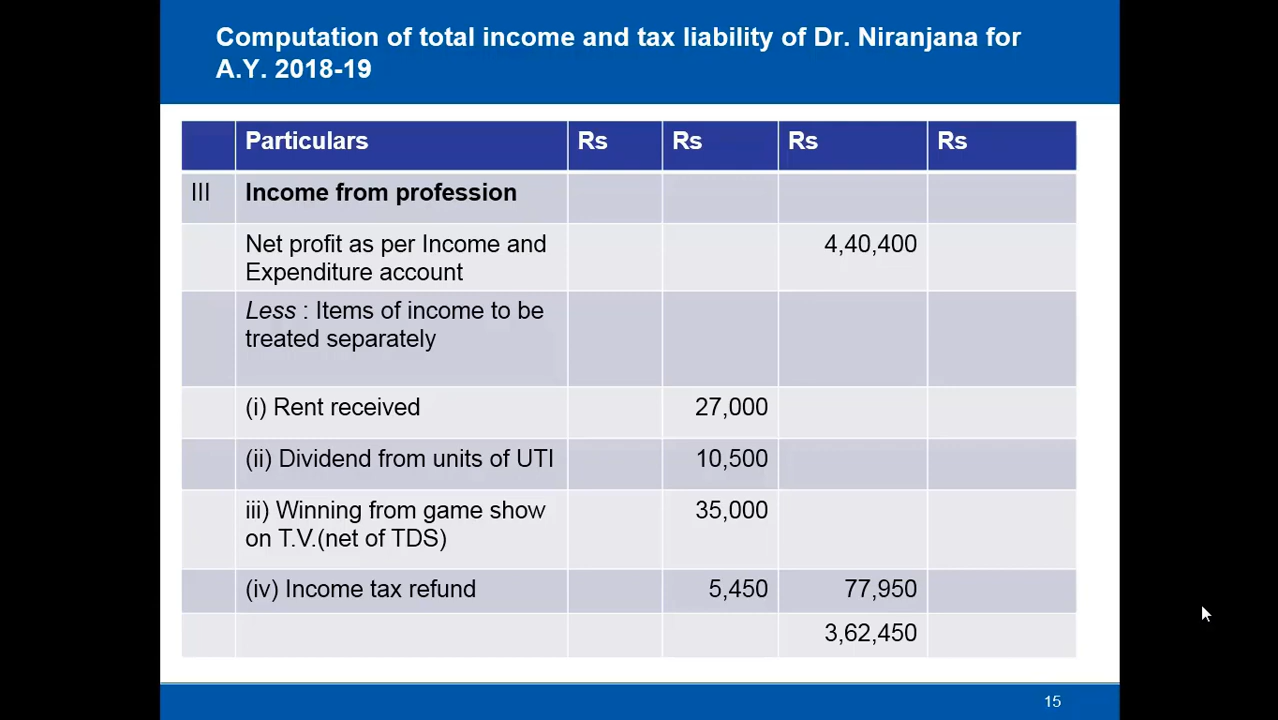 Computation of total income and tax liability of Dr. Niranjana for
A.Y. 2018-19
Particulars Rs Rs Rs Rs
III Income from profession
Net profit as per Income and 4,40,400
Expenditure account
Less : Items of income to be
treated separately
(i) Rent received 27,000
(ii) Dividend from units of UTI 10,500
iii) Winning from game show 35,000
on T.V.(net of TDS)
(iv) Income tax refund 5,450 77,950
3,62,450
15